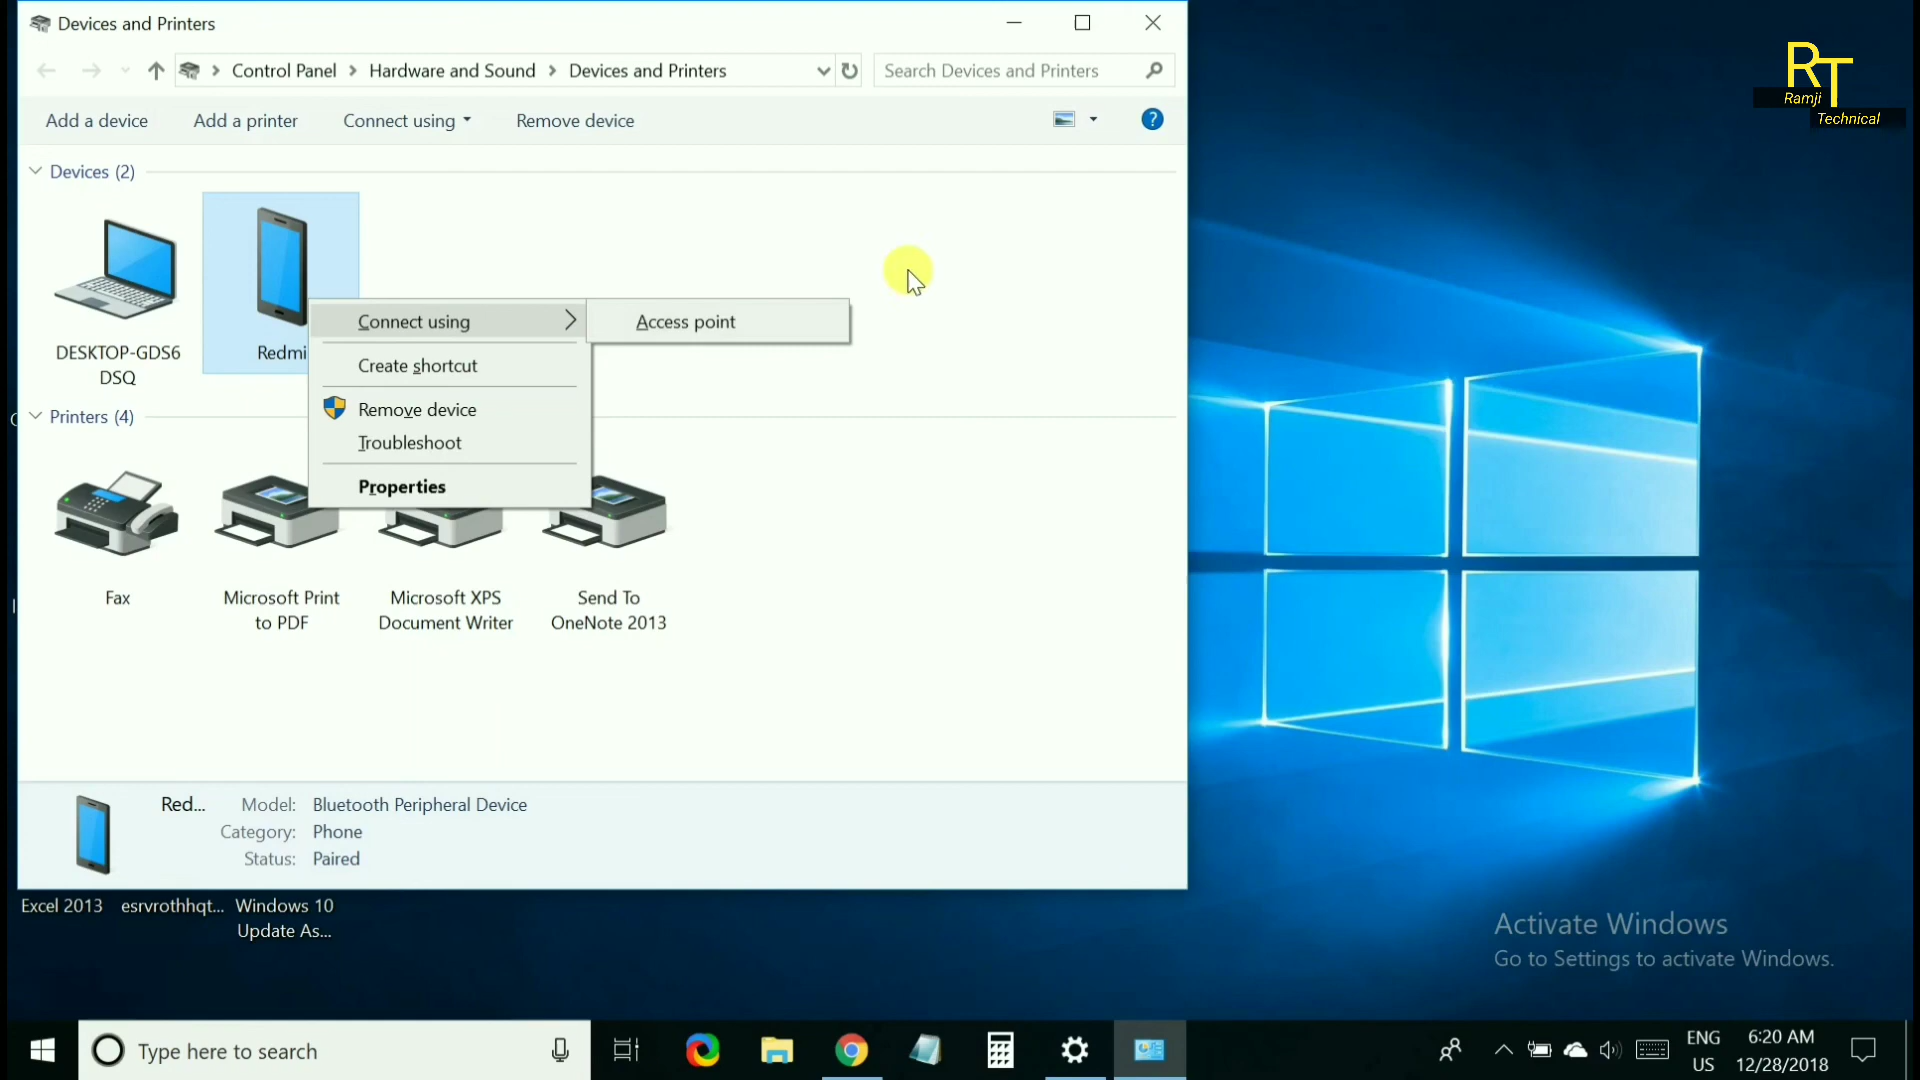 Devices and Printers
Control Panel > Hardware and Sound > Devices and Printers
Search Devices and Printers
Add a device
Add a printer
Connect using
Remove device
?
RT
Ramji
Technical
Devices (2)
DESKTOP-GDS6
DSQ
Redmi
Connect using
Access point
Create shortcut
Remove device
Troubleshoot
Properties
Printers (4)
Fax
Microsoft Print
to PDF
Microsoft XPS
Document Writer
Send To
OneNote 2013
Red...
Model: Bluetooth Peripheral Device
Category: Phone
Status: Paired
Excel 2013
esrvrothhqt...
Windows 10
Update As...
Activate Windows
Go to Settings to activate Windows.
Type here to search
ENG
US
6:20 AM
12/28/2018